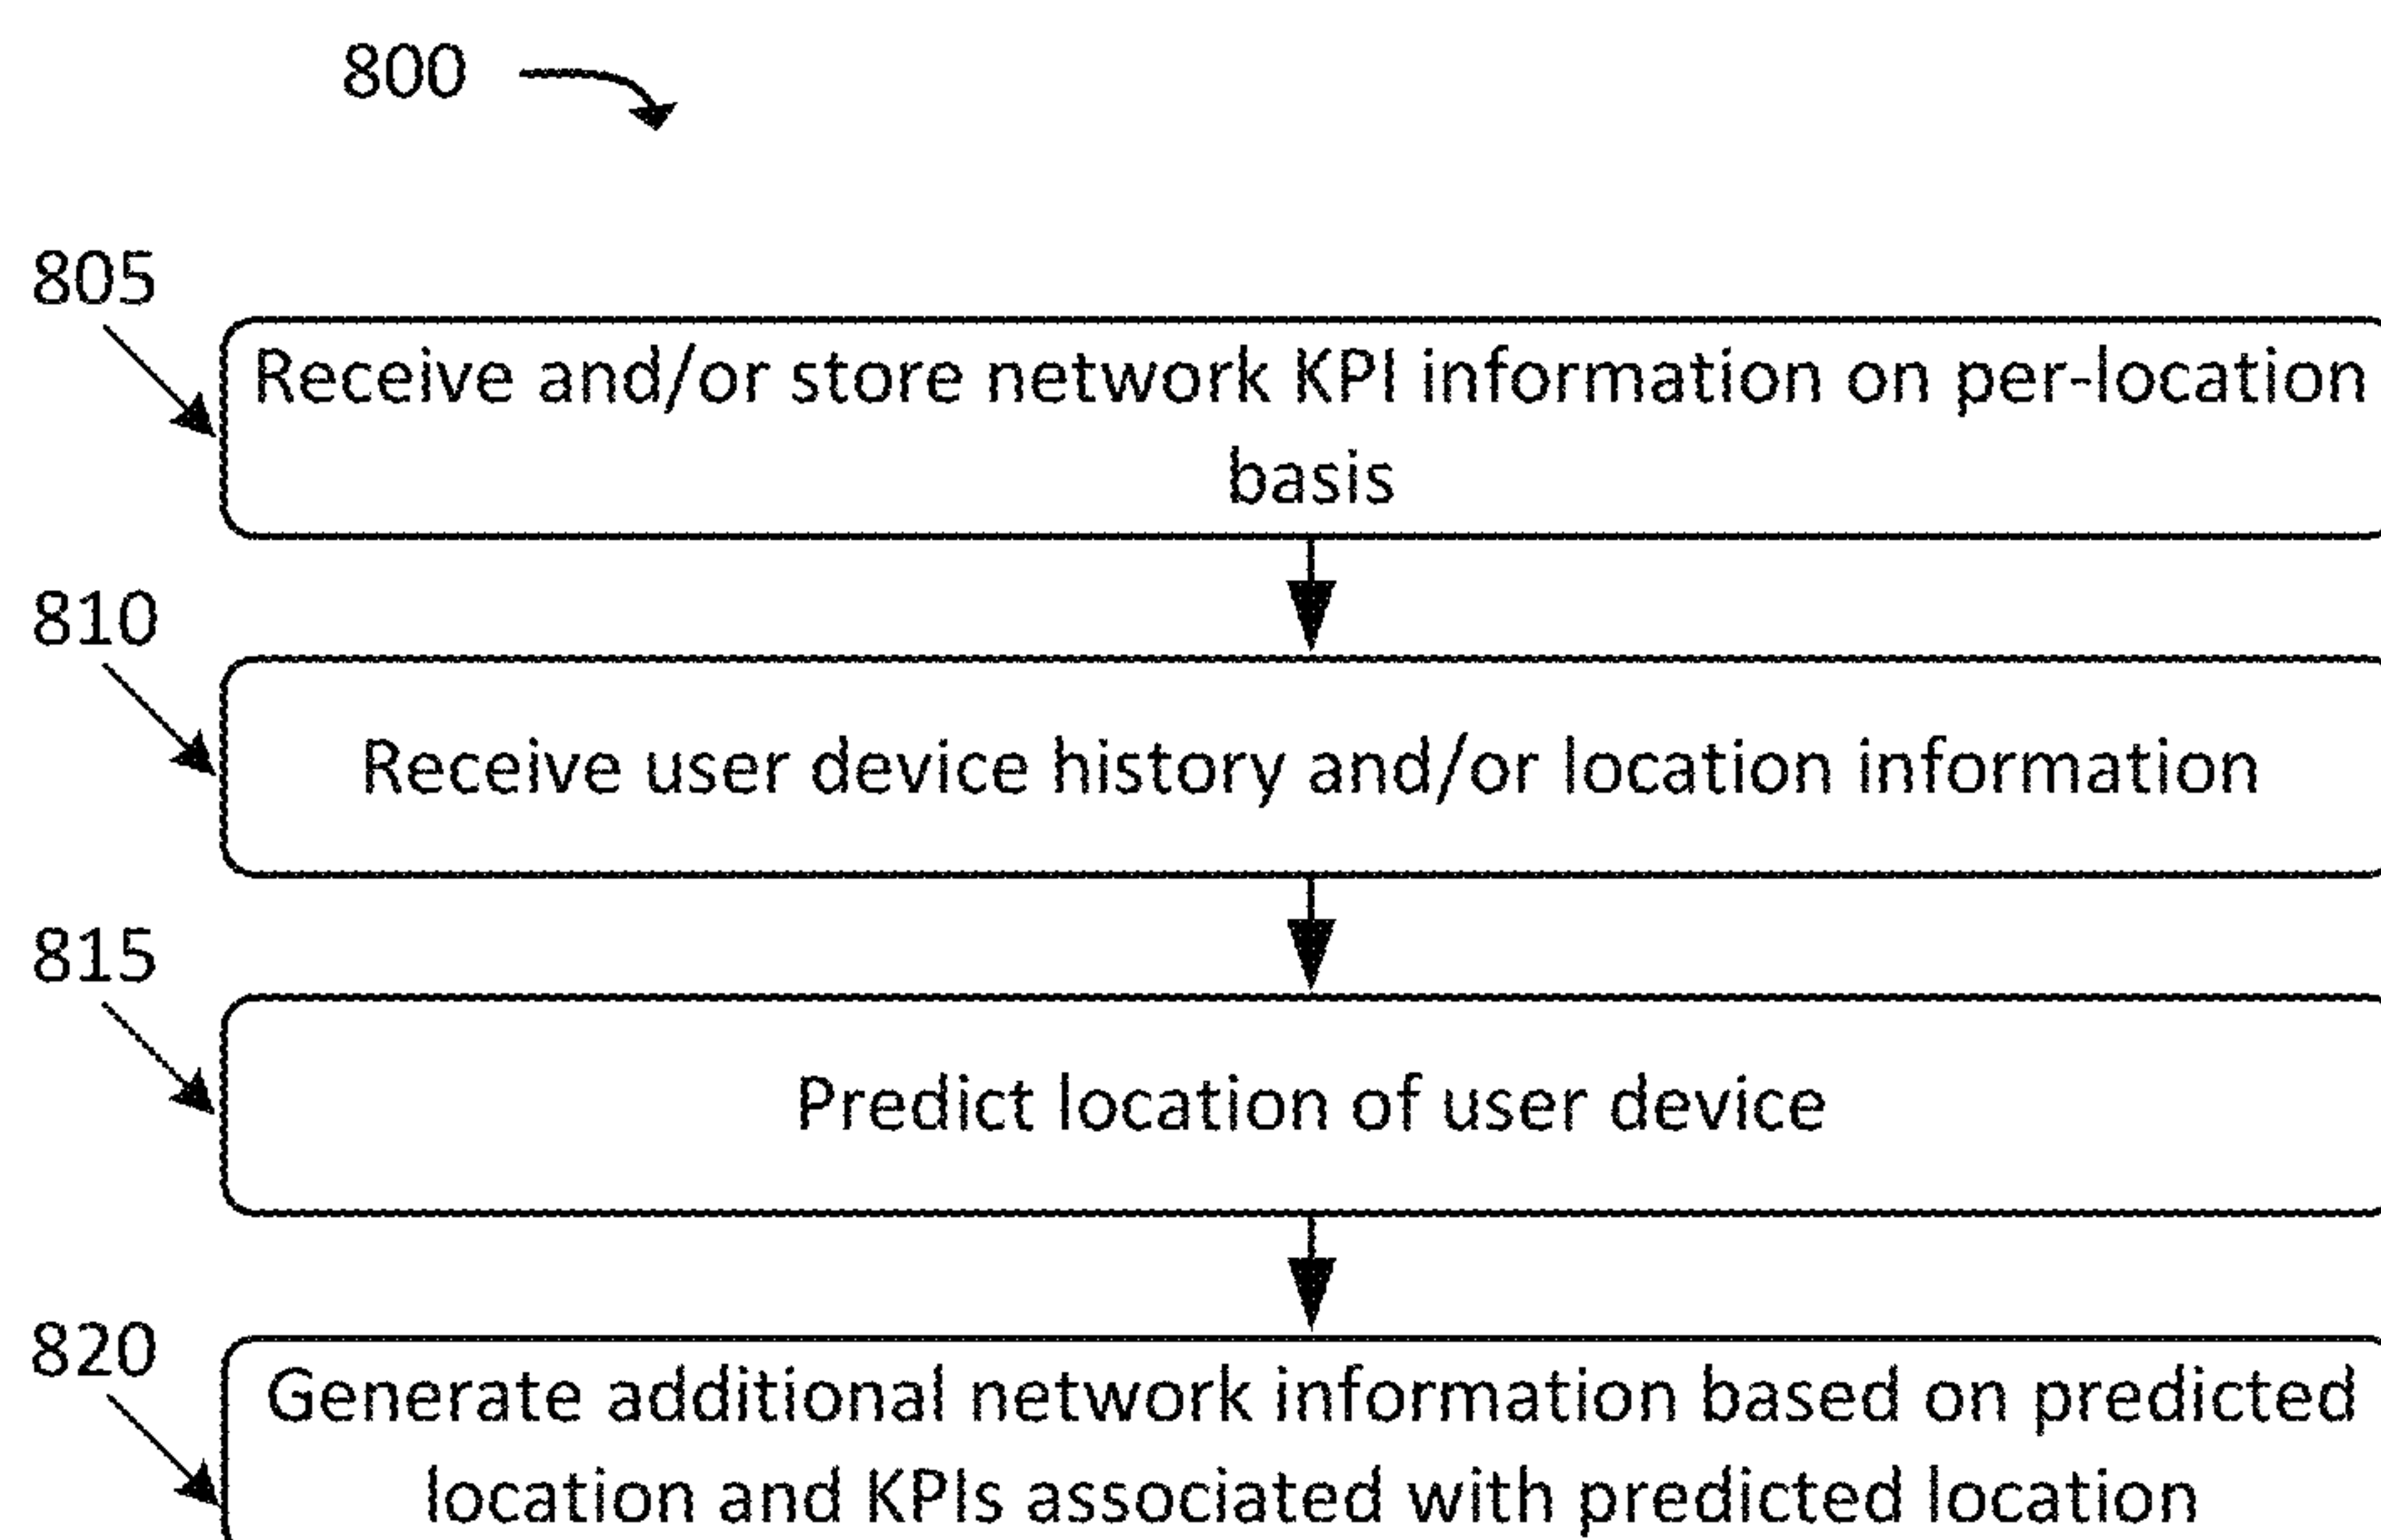 800
805
Receive and/or store network KPI information on per-location
basis
810
Receive user device history and/or location information
815
Predict location of user device
820
Generate additional network information based on predicted
location and KPIs associated with predicted location